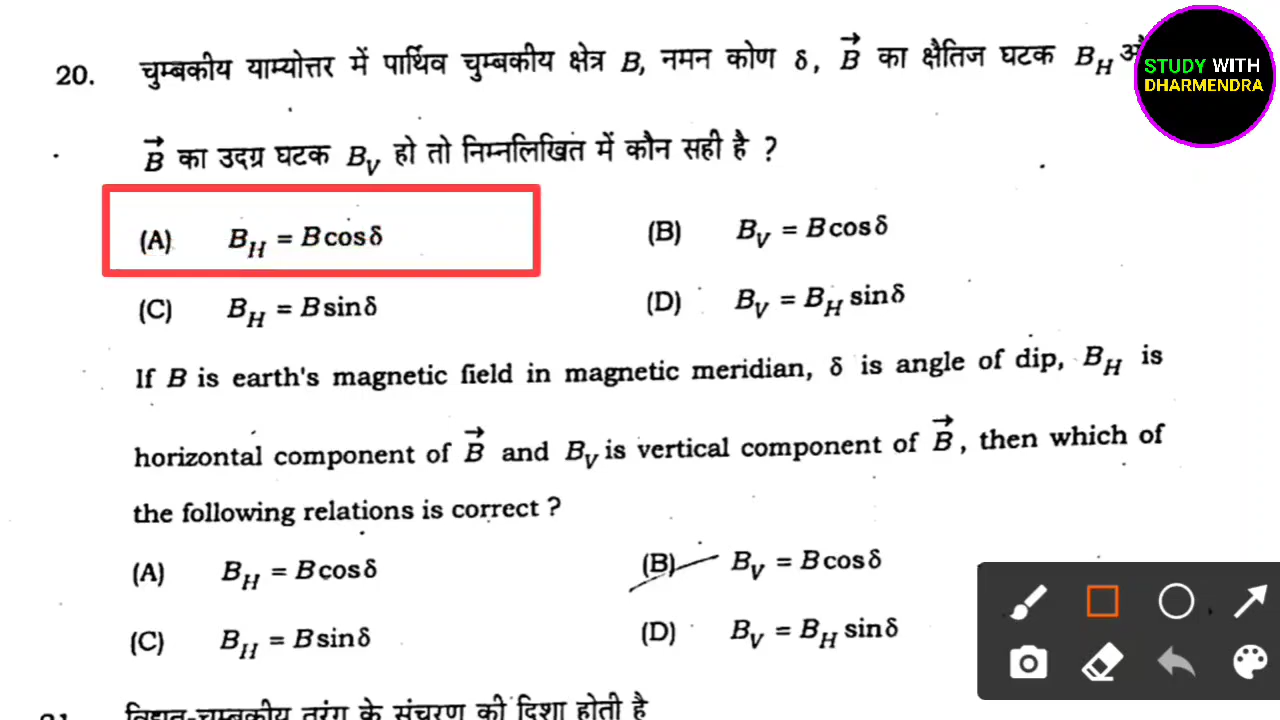 20. चुम्बकीय याम्योत्तर में पार्थिव चुम्बकीय क्षेत्र B, नमन कोण δ, B⃗ का क्षैतिज घटक B_H
STUDY WITH
DHARMENDRA
B⃗ का उदग्र घटक B_V हो तो निम्नलिखित में कौन सही है ?
(A) B_H = B cos δ (B) B_V = B cos δ
(C) B_H = B sin δ (D) B_V = B_H sin δ
If B is earth's magnetic field in magnetic meridian, δ is angle of dip, B_H is
horizontal component of B⃗ and B_V is vertical component of B⃗, then which of
the following relations is correct ?
(A) B_H = B cos δ (B) B_V = B cos δ
(C) B_H = B sin δ (D) B_V = B_H sin δ
विद्युत-चुम्बकीय तरंग के संचरण की दिशा होती है